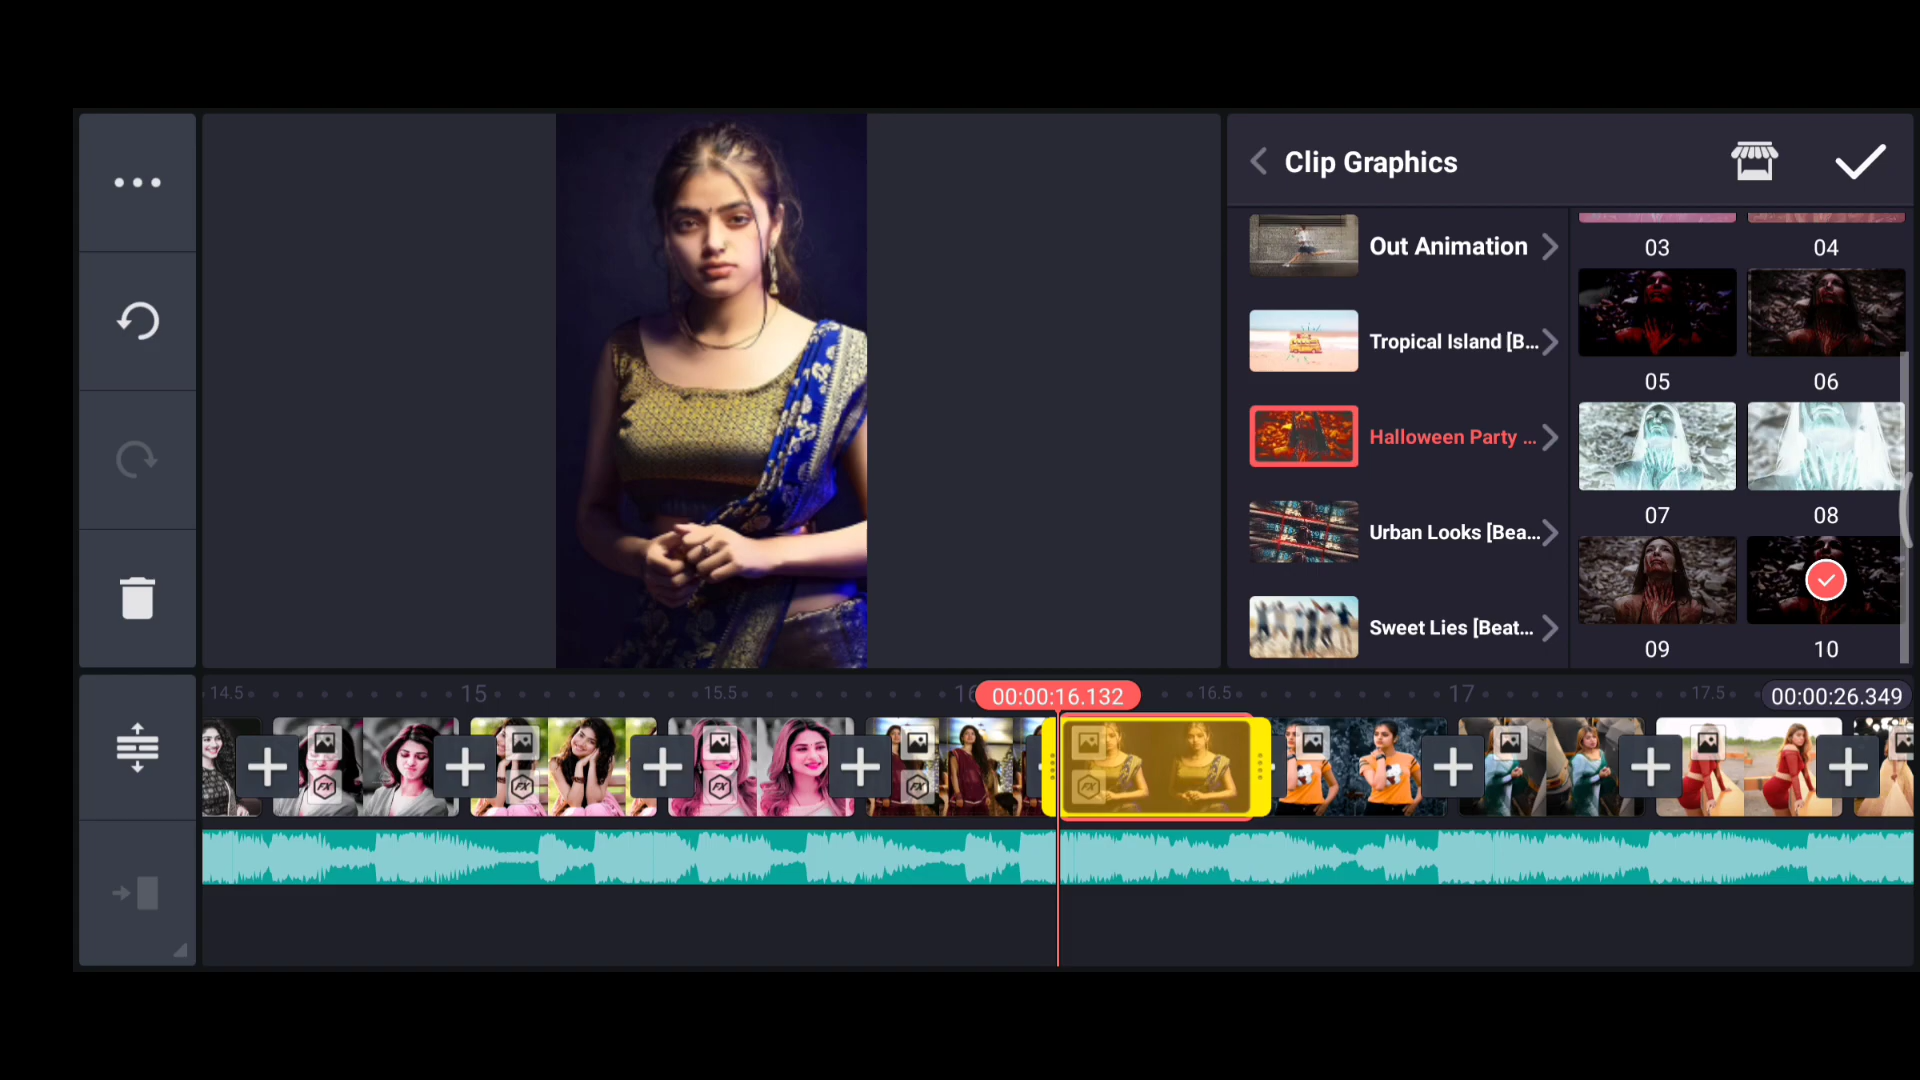 Clip Graphics
Out Animation
Tropical Island [B...
Halloween Party ...
Urban Looks [Bea...
Sweet Lies [Beat...
03
04
05
06
07
08
09
10
14.5
15
15.5
16
00:00:16.132
16.5
17
17.5
00:00:26.349